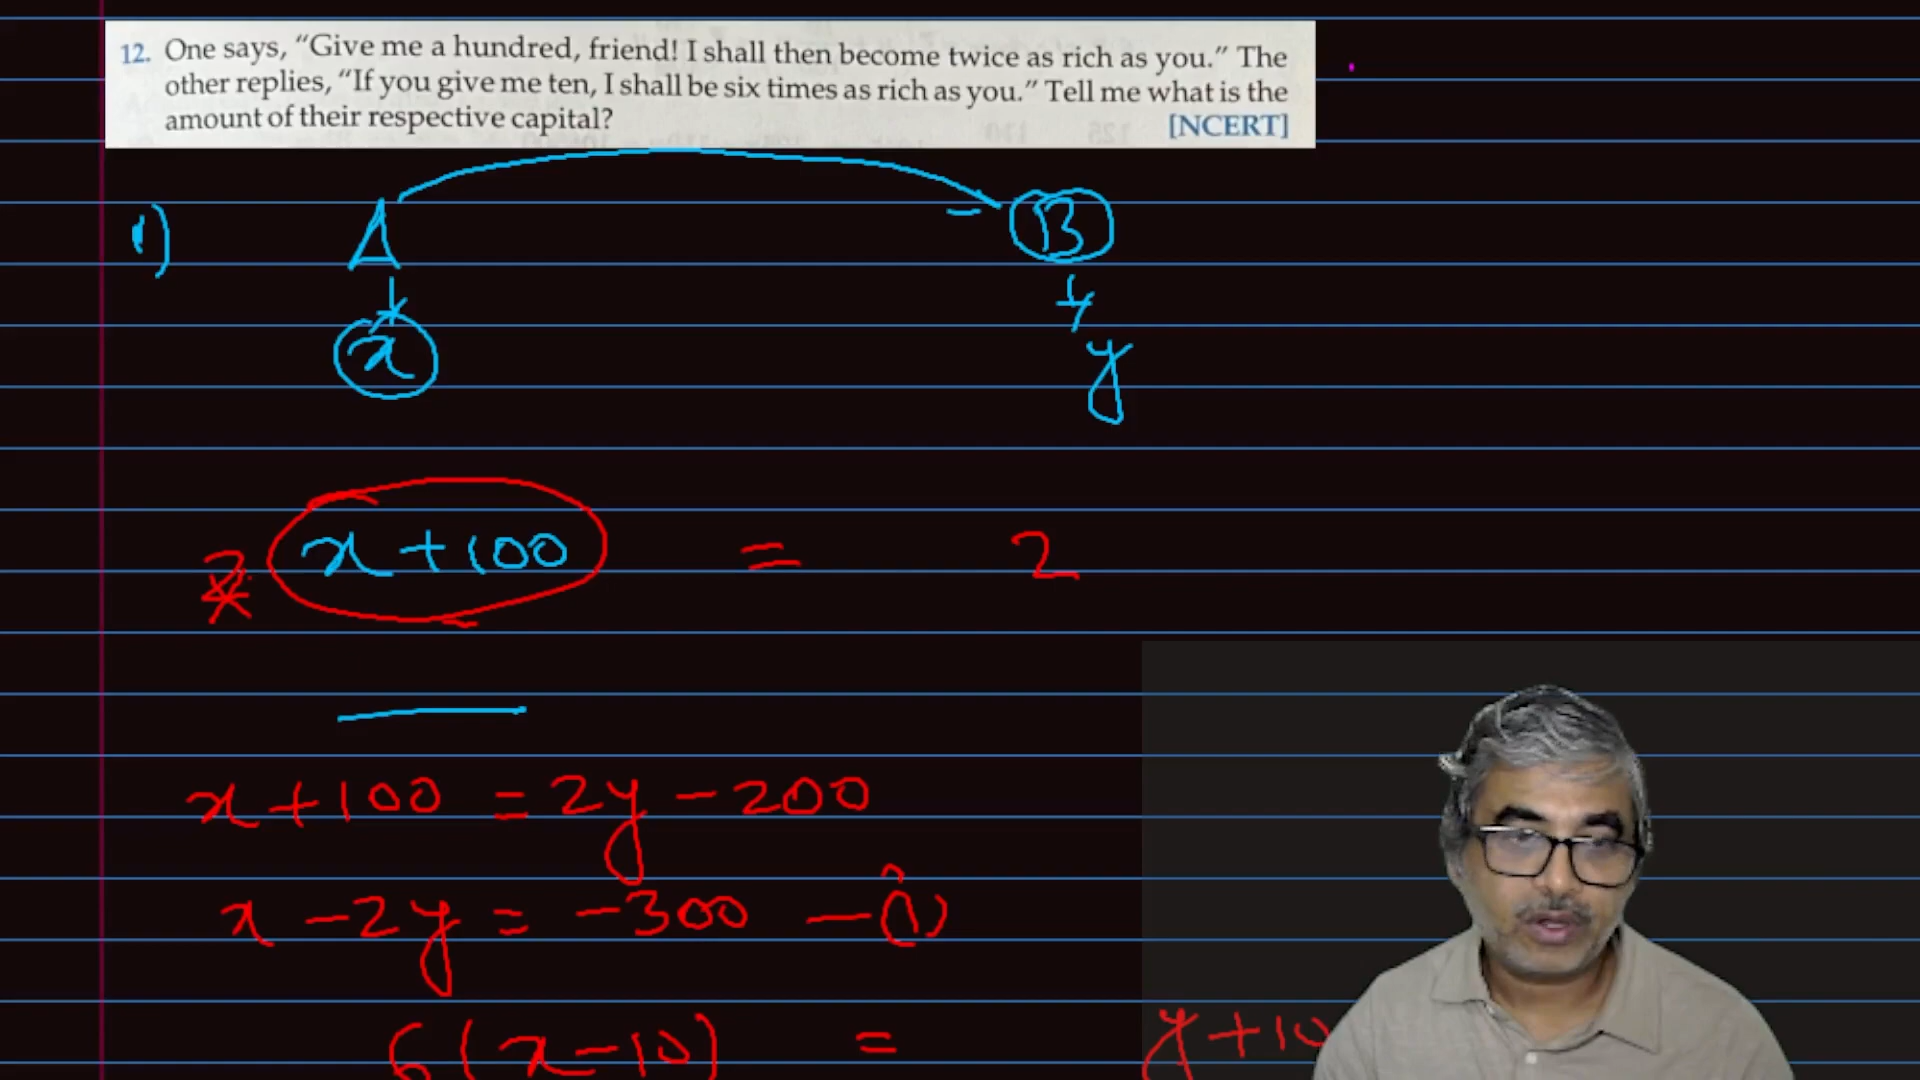 12. One says, “Give me a hundred, friend! I shall then become twice as rich as you.” The
other replies, “If you give me ten, I shall be six times as rich as you.” Tell me what is the
amount of their respective capital? [NCERT]
1) A B
x y
x + 100 = 2
x + 100 = 2y - 200
x - 2y = -300 - (1)
6 (x - 10) = y + 10